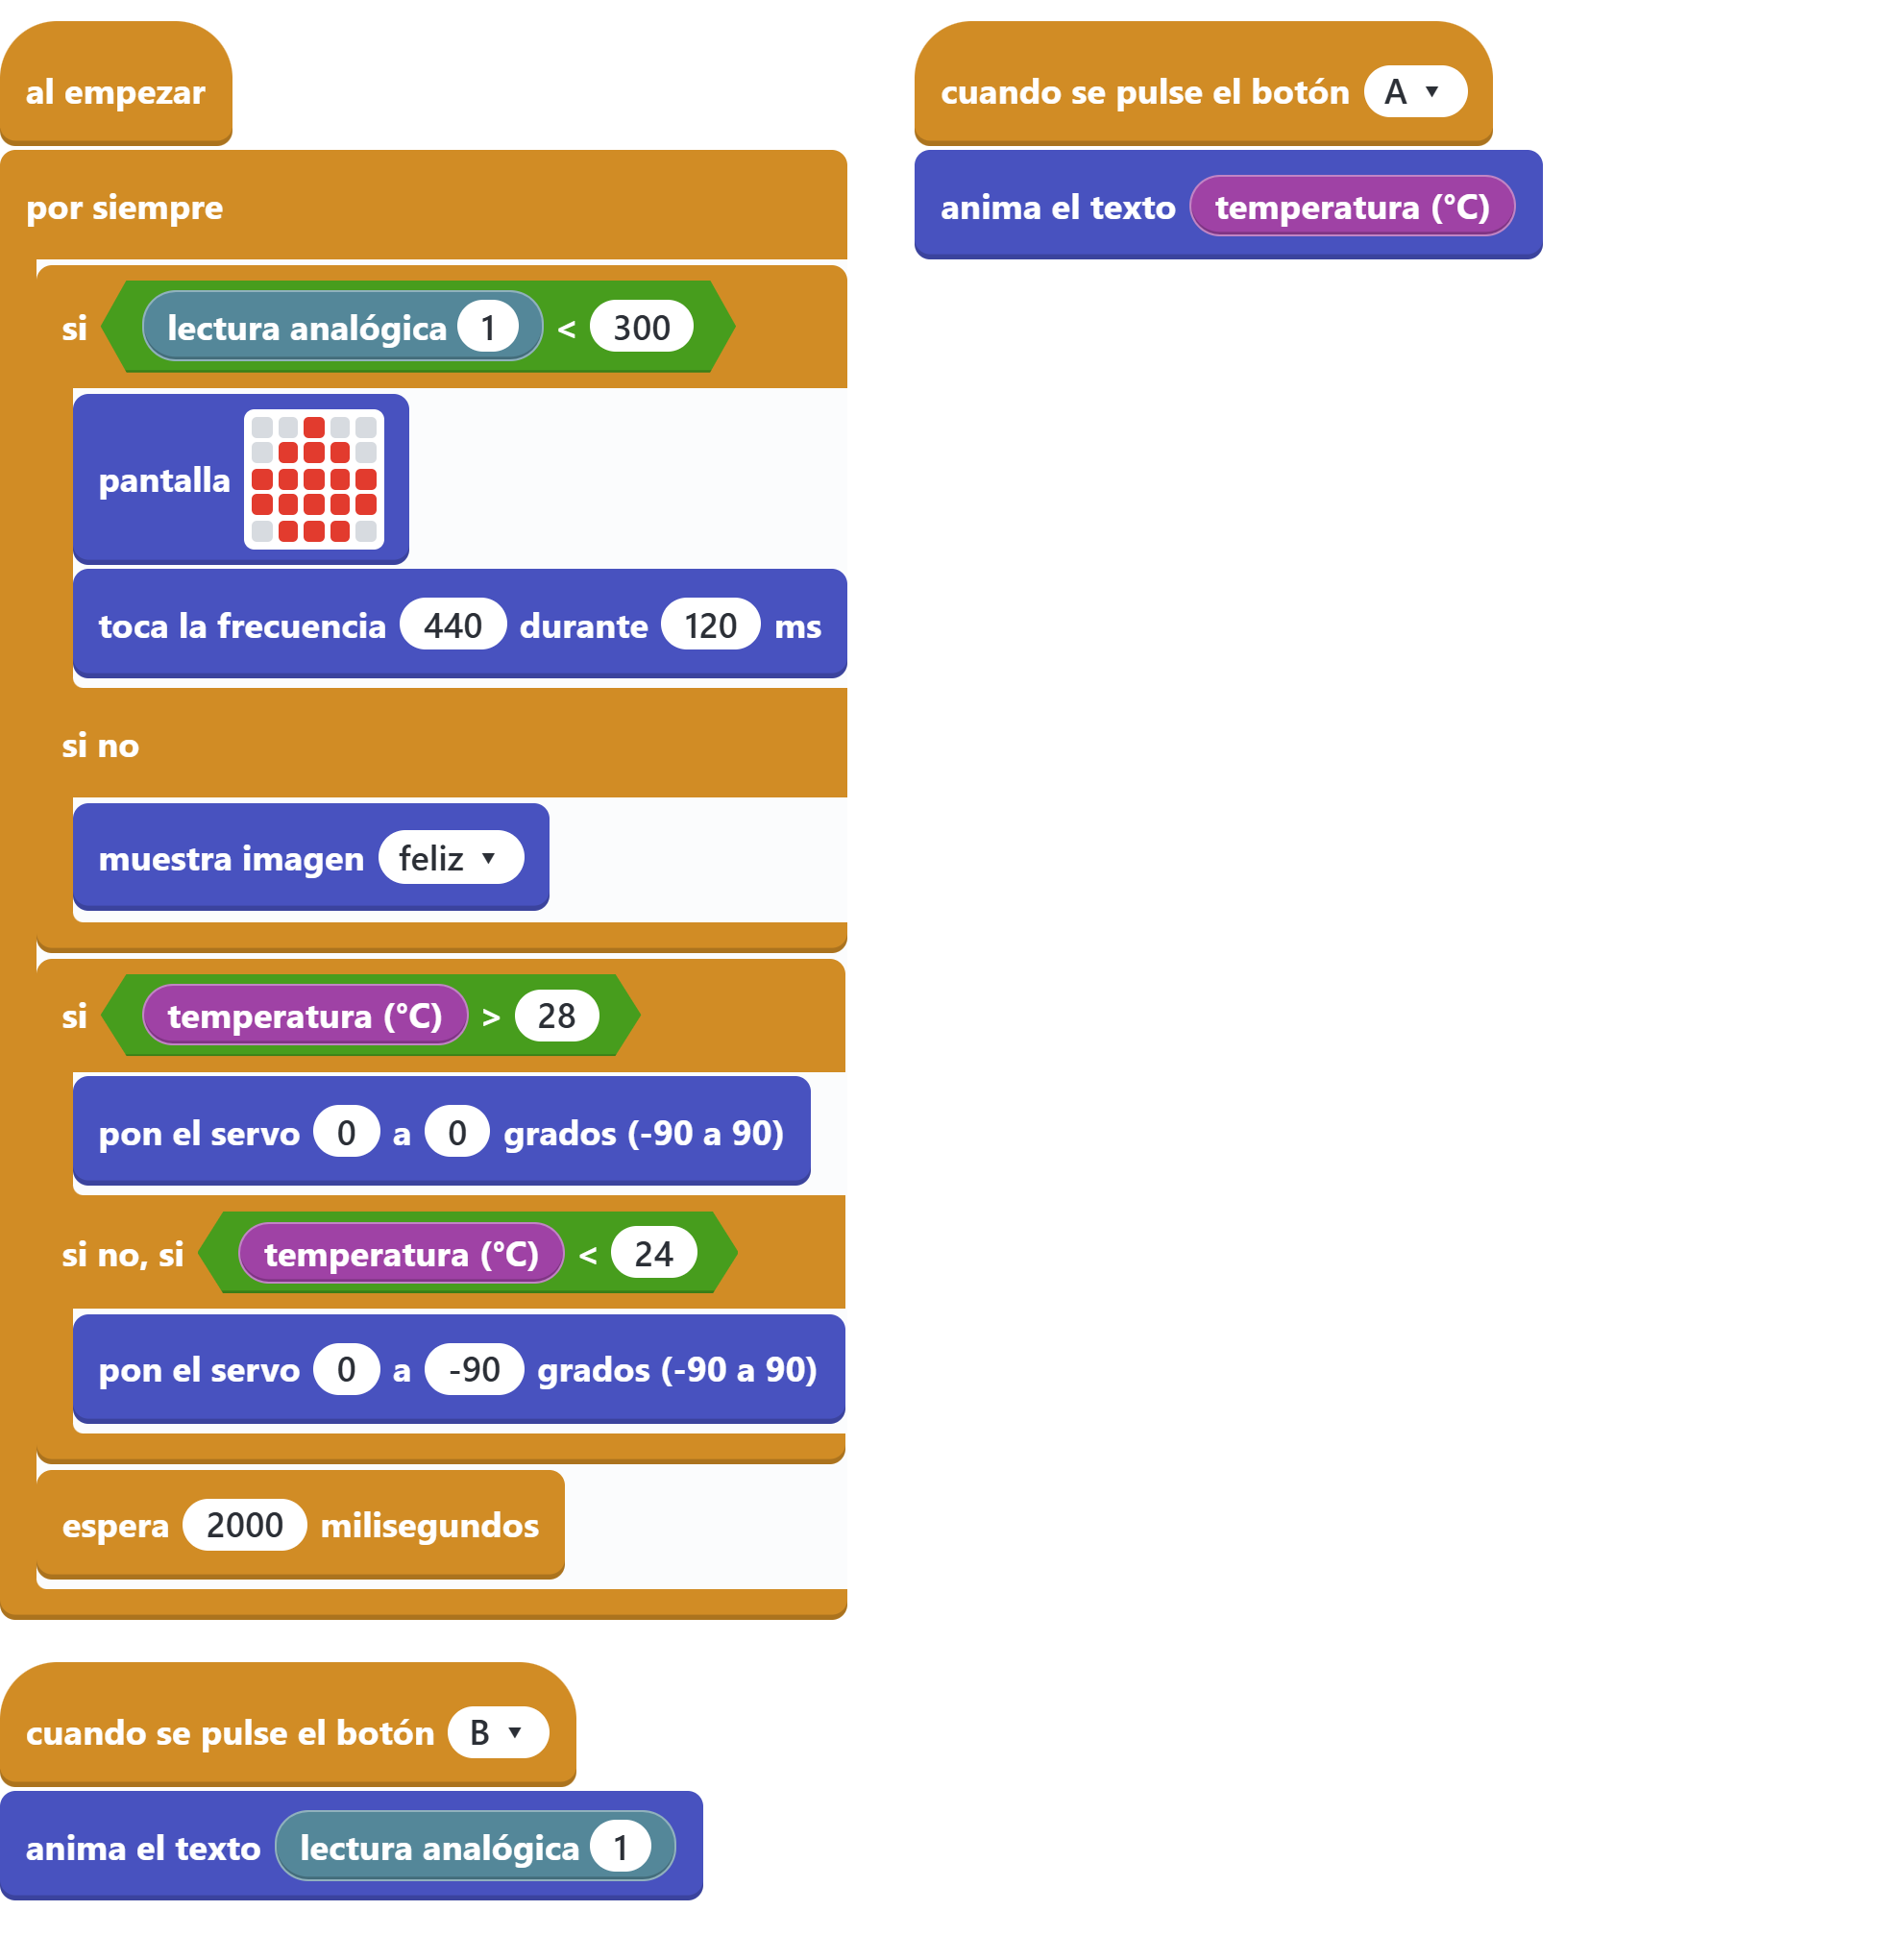 al empezar
por siempre
si lectura analógica 1 < 300
pantalla
toca la frecuencia 440 durante 120 ms
si no
muestra imagen feliz
si temperatura (°C) > 28
pon el servo 0 a 0 grados (-90 a 90)
si no, si temperatura (°C) < 24
pon el servo 0 a -90 grados (-90 a 90)
espera 2000 milisegundos
cuando se pulse el botón A
anima el texto temperatura (°C)
cuando se pulse el botón B
anima el texto lectura analógica 1